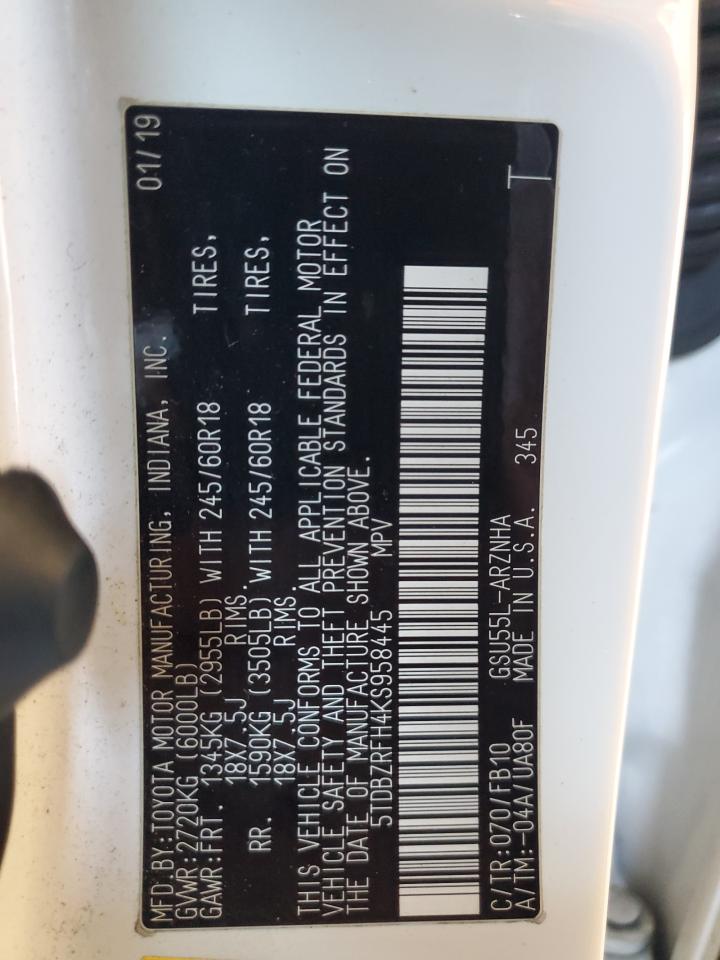 MFD BY:TOYOTA MOTOR MANUFACTURING, INDIANA, INC. 01/19
GVWR:2720KG (6000LB)
GAWR:FRT. 1345KG (2955LB) WITH 245/60R18 TIRES,
18X7.5J RIMS.
RR. 1590KG (3505LB) WITH 245/60R18 TIRES,
18X7.5J RIMS.
THIS VEHICLE CONFORMS TO ALL APPLICABLE FEDERAL MOTOR
VEHICLE SAFETY AND THEFT PREVENTION STANDARDS IN EFFECT ON
THE DATE OF MANUFACTURE SHOWN ABOVE.
5TDBZRFH4KS958445 MPV
C/TR:070/FB10 GSU55L-ARZNHA T
A/TM:-04A/UA80F MADE IN U.S.A. 345